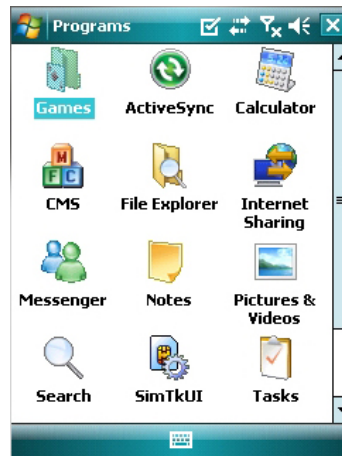 Programs
Games
ActiveSync
Calculator
M
F C
CMS
File Explorer
Internet
Sharing
Messenger
Notes
Pictures &
Videos
Search
SimTkUI
Tasks